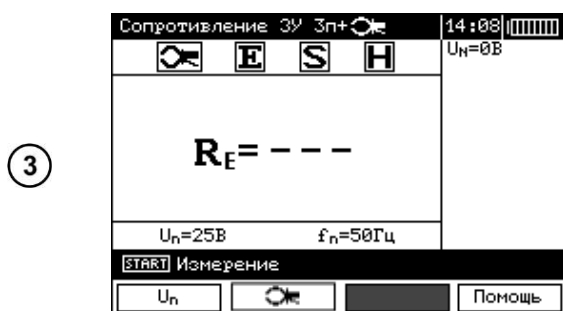 Сопротивление ЗУ 3п+
14:08
E S H
U_N=0В
3
R_E= - - -
U_n=25В f_n=50Гц
START Измерение
U_n Помощь